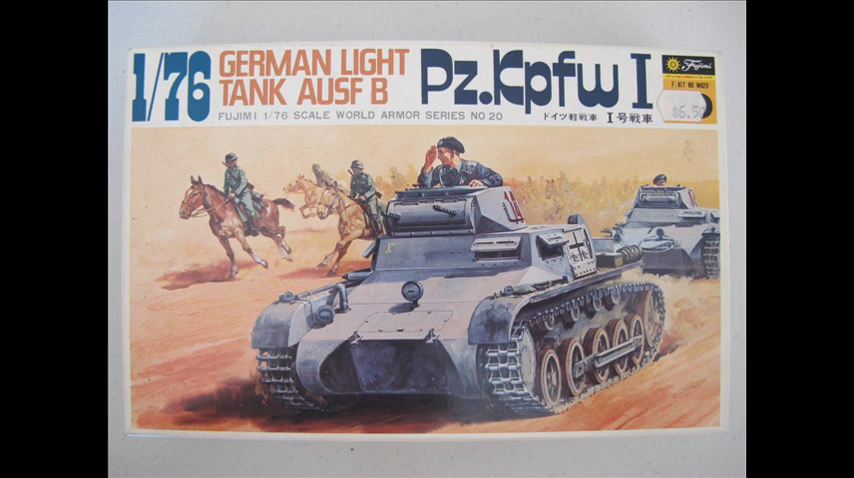 1/76
GERMAN LIGHT
TANK AUSF B
Pz.Kpfw I
FUJIMI 1/76 SCALE WORLD ARMOR SERIES NO.20
ドイツ軽戦車 I号戦車
Fujimi
$6.50